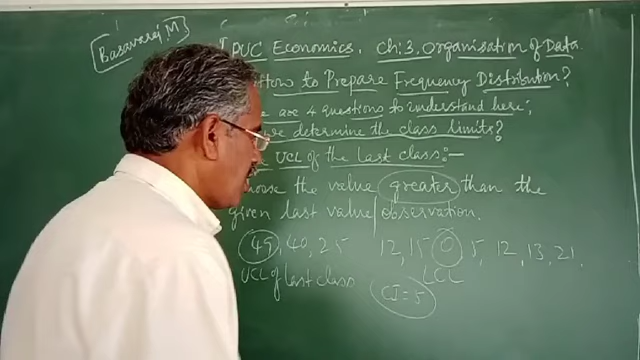 Basavaraj.M
I PUC Economics. Ch:3. Organisation of Data.
How to Prepare Frequency Distribution?
are 4 questions to understand here:
we determine the class limits?
UCL of the Last class:-
the value greater than the
given last value/observation.
49, 40, 25 12, 15 0, 5, 12, 13, 21.
UCL of last class LCL
CI = 5